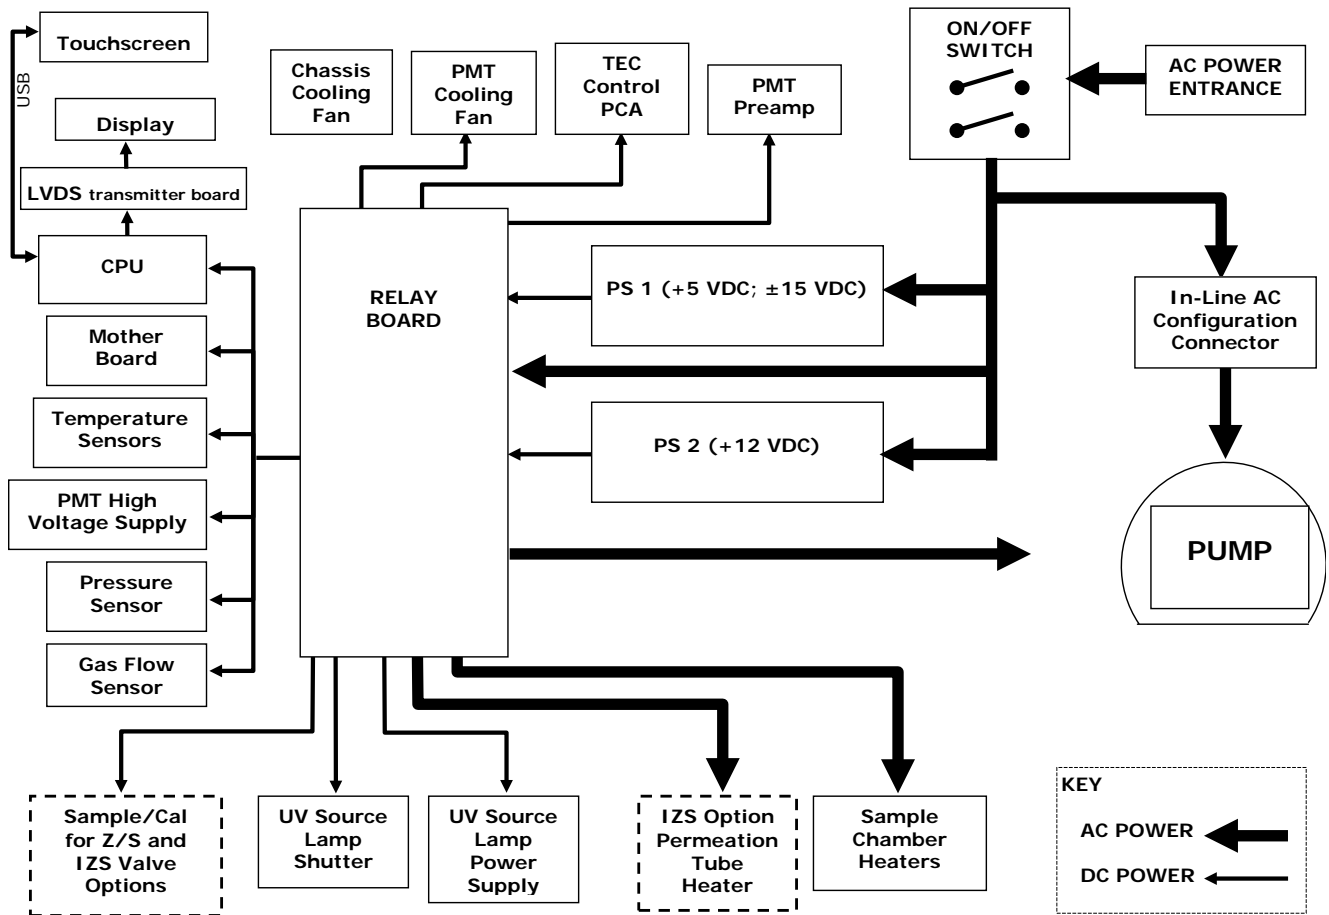 Touchscreen
USB
Display
LVDS transmitter board
CPU
Mother
Board
Temperature
Sensors
PMT High
Voltage Supply
Pressure
Sensor
Gas Flow
Sensor
Chassis
Cooling
Fan
PMT
Cooling
Fan
TEC
Control
PCA
PMT
Preamp
ON/OFF
SWITCH
AC POWER
ENTRANCE
RELAY
BOARD
PS 1 (+5 VDC; ±15 VDC)
PS 2 (+12 VDC)
In-Line AC
Configuration
Connector
PUMP
Sample/Cal
for Z/S and
IZS Valve
Options
UV Source
Lamp
Shutter
UV Source
Lamp
Power
Supply
IZS Option
Permeation
Tube
Heater
Sample
Chamber
Heaters
KEY
AC POWER
DC POWER